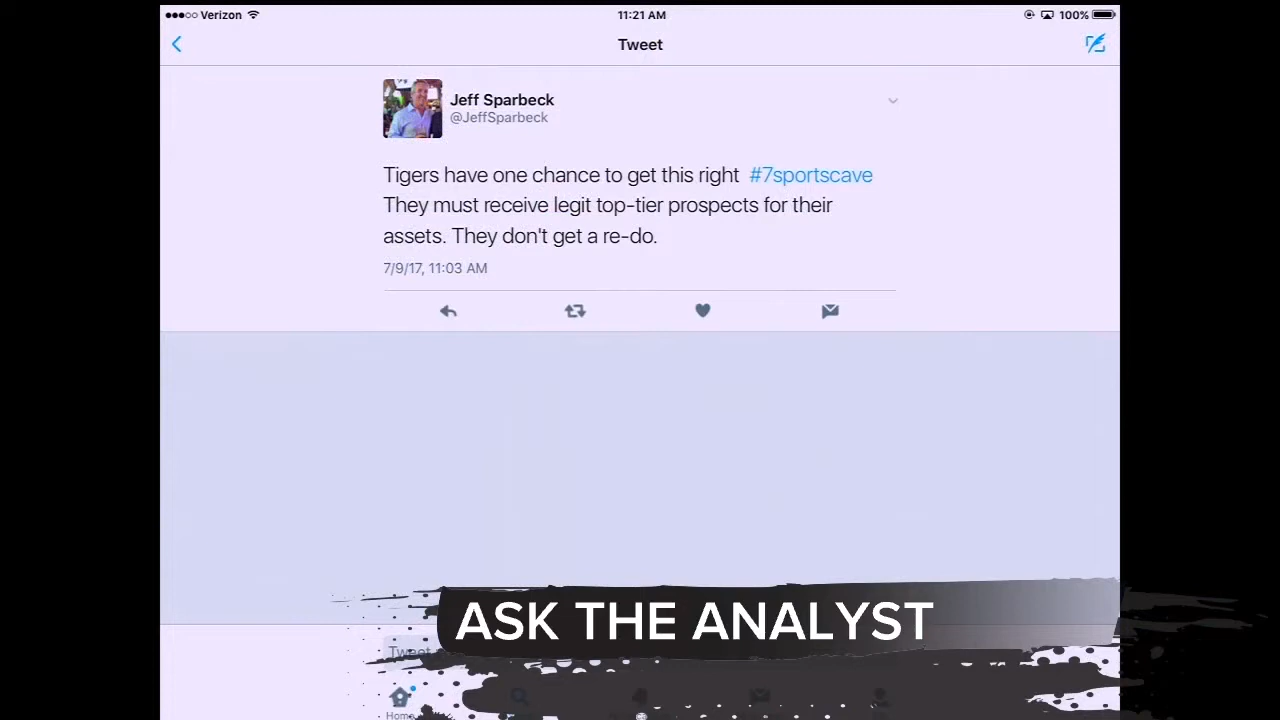 Verizon
11:21 AM
100%
Tweet
Jeff Sparbeck
@JeffSparbeck
Tigers have one chance to get this right #7sportscave
They must receive legit top-tier prospects for their
assets. They don't get a re-do.
7/9/17, 11:03 AM
ASK THE ANALYST
Tweet
Home